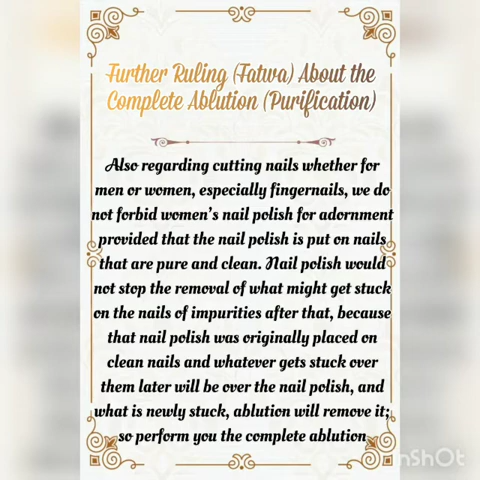 Further Ruling (Fatwa) About the
Complete Ablution (Purification)
Also regarding cutting nails whether for
men or women, especially fingernails, we do
not forbid women's nail polish for adornment
provided that the nail polish is put on nails
that are pure and clean. Nail polish would
not stop the removal of what might get stuck
on the nails of impurities after that, because
that nail polish was originally placed on
clean nails and whatever gets stuck over
them later will be over the nail polish, and
what is newly stuck, ablution will remove it;
so perform you the complete ablution